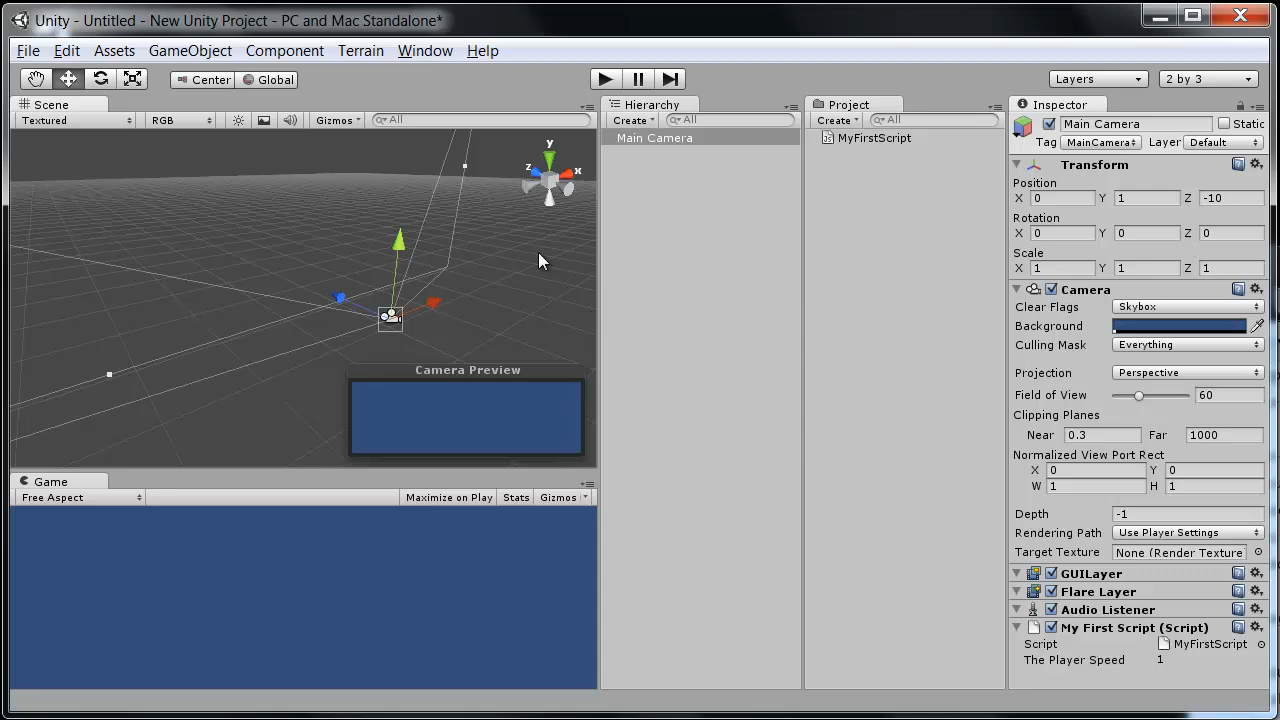 Unity - Untitled - New Unity Project - PC and Mac Standalone*
File Edit Assets GameObject Component Terrain Window Help
Center Global Layers 2 by 3
Scene
Textured RGB Gizmos All
y
z x
Camera Preview
Game
Free Aspect Maximize on Play Stats Gizmos
Hierarchy
Create All
Main Camera
Project
Create All
MyFirstScript
Inspector
Main Camera Static
Tag MainCamera Layer Default
Transform
Position
X 0 Y 1 Z -10
Rotation
X 0 Y 0 Z 0
Scale
X 1 Y 1 Z 1
Camera
Clear Flags Skybox
Background
Culling Mask Everything
Projection Perspective
Field of View 60
Clipping Planes
Near 0.3 Far 1000
Normalized View Port Rect
X 0 Y 0
W 1 H 1
Depth -1
Rendering Path Use Player Settings
Target Texture None (Render Texture
GUILayer
Flare Layer
Audio Listener
My First Script (Script)
Script MyFirstScript
The Player Speed 1